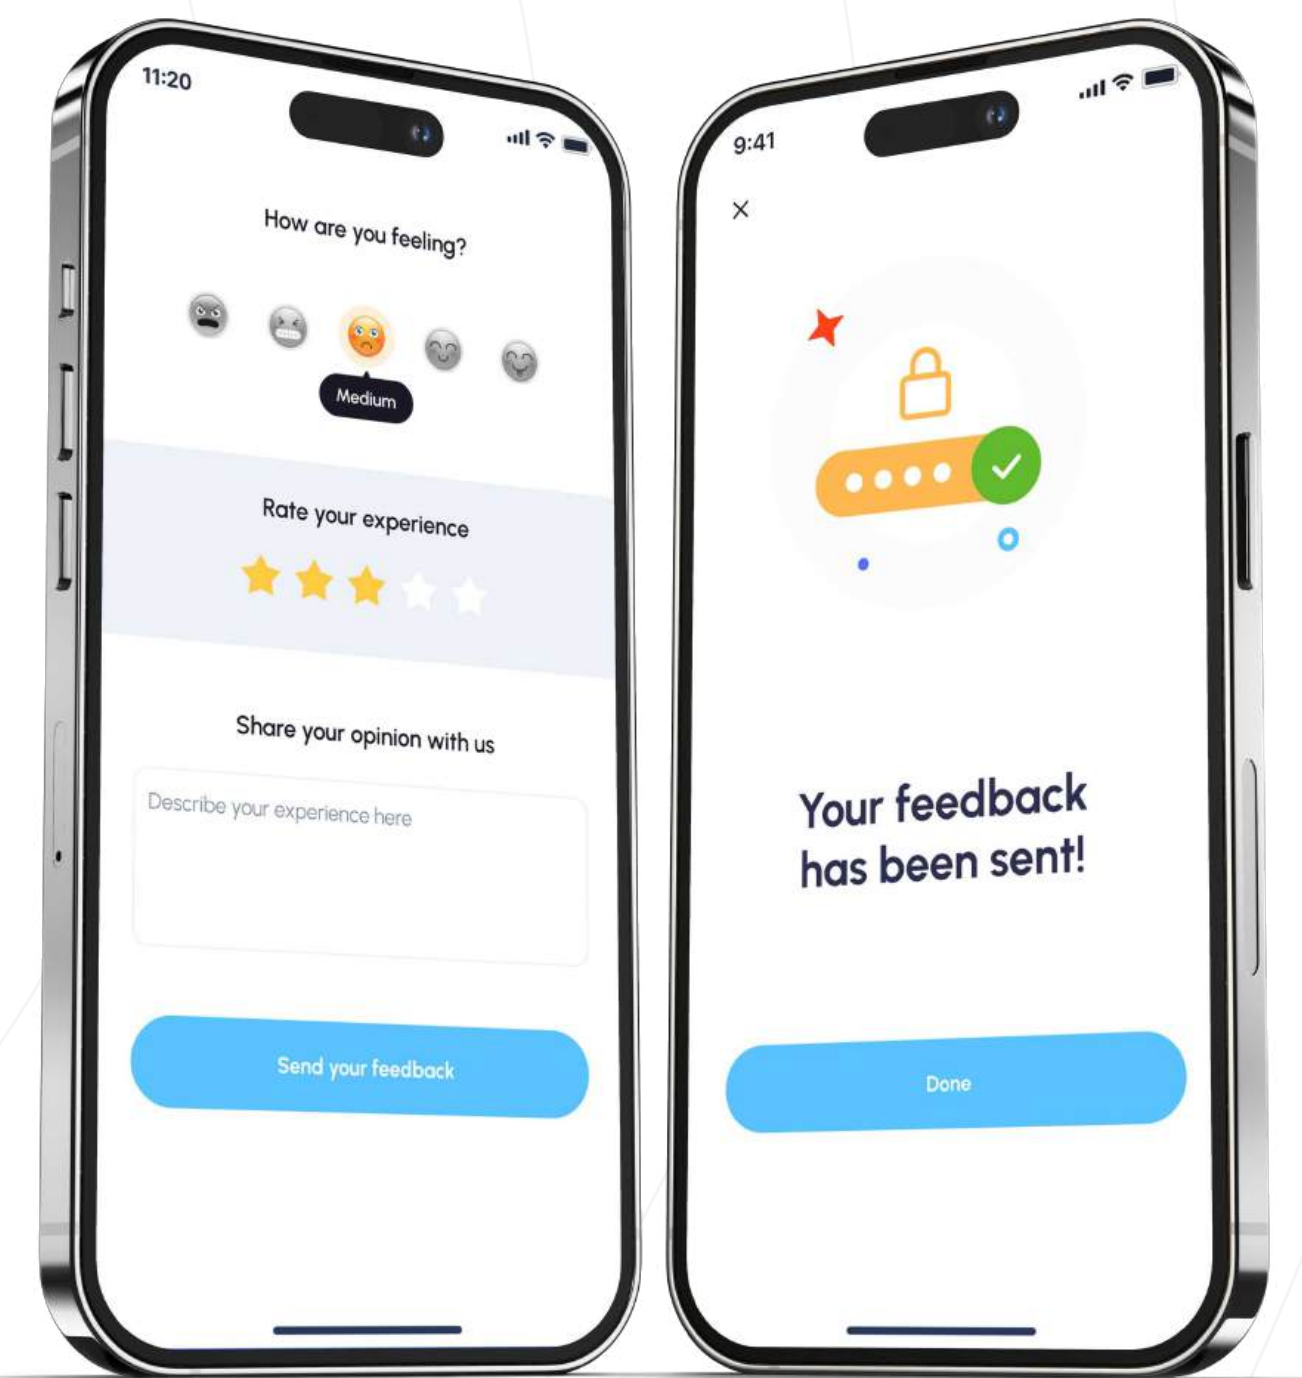 11:20
How are you feeling?
Medium
Rate your experience
Share your opinion with us
Describe your experience here
Send your feedback
9:41
Your feedback
has been sent!
Done